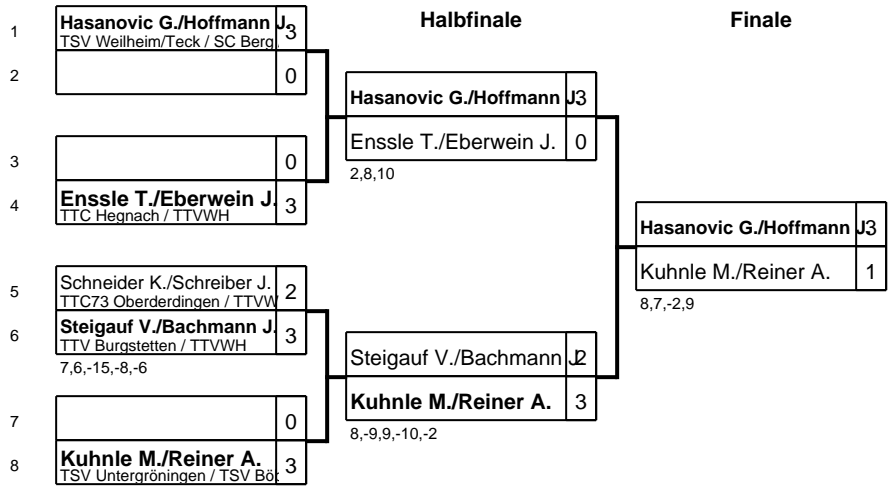 Halbfinale
Finale
1
Hasanovic G./Hoffmann J. 3
TSV Weilheim/Teck / SC Berg
2
0
3
0
4
Enssle T./Eberwein J. 3
TTC Hegnach / TTVWH
5
Schneider K./Schreiber J. 2
TTC73 Oberderdingen / TTVW
6
Steigauf V./Bachmann J. 3
TTV Burgstetten / TTVWH
7,6,-15,-8,-6
7
0
8
Kuhnle M./Reiner A. 3
TSV Untergröningen / TSV Bö
Hasanovic G./Hoffmann J. 3
Enssle T./Eberwein J. 0
2,8,10
Steigauf V./Bachmann J. 2
Kuhnle M./Reiner A. 3
8,-9,9,-10,-2
Hasanovic G./Hoffmann J. 3
Kuhnle M./Reiner A. 1
8,7,-2,9